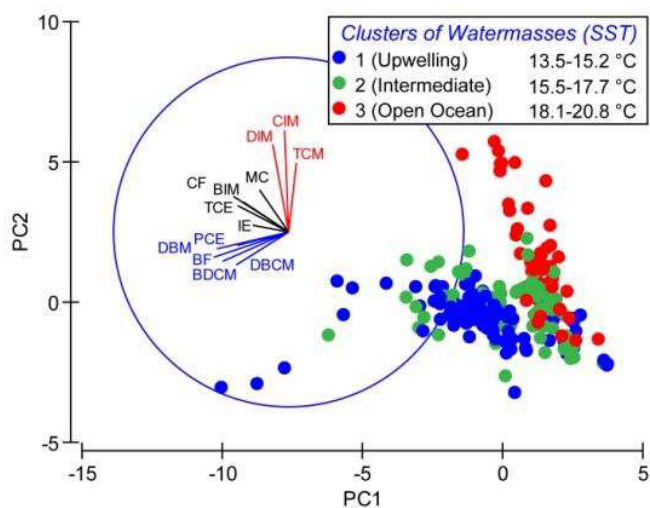 Clusters of Watermasses (SST)
1 (Upwelling) 13.5-15.2 °C
2 (Intermediate) 15.5-17.7 °C
3 (Open Ocean) 18.1-20.8 °C
10
5
0
-5
PC2
CIM
DIM
TCM
MC
CF
BIM
TCE
IE
PCE
DBM
BF
DBCM
BDCM
-15
-10
-5
0
5
PC1